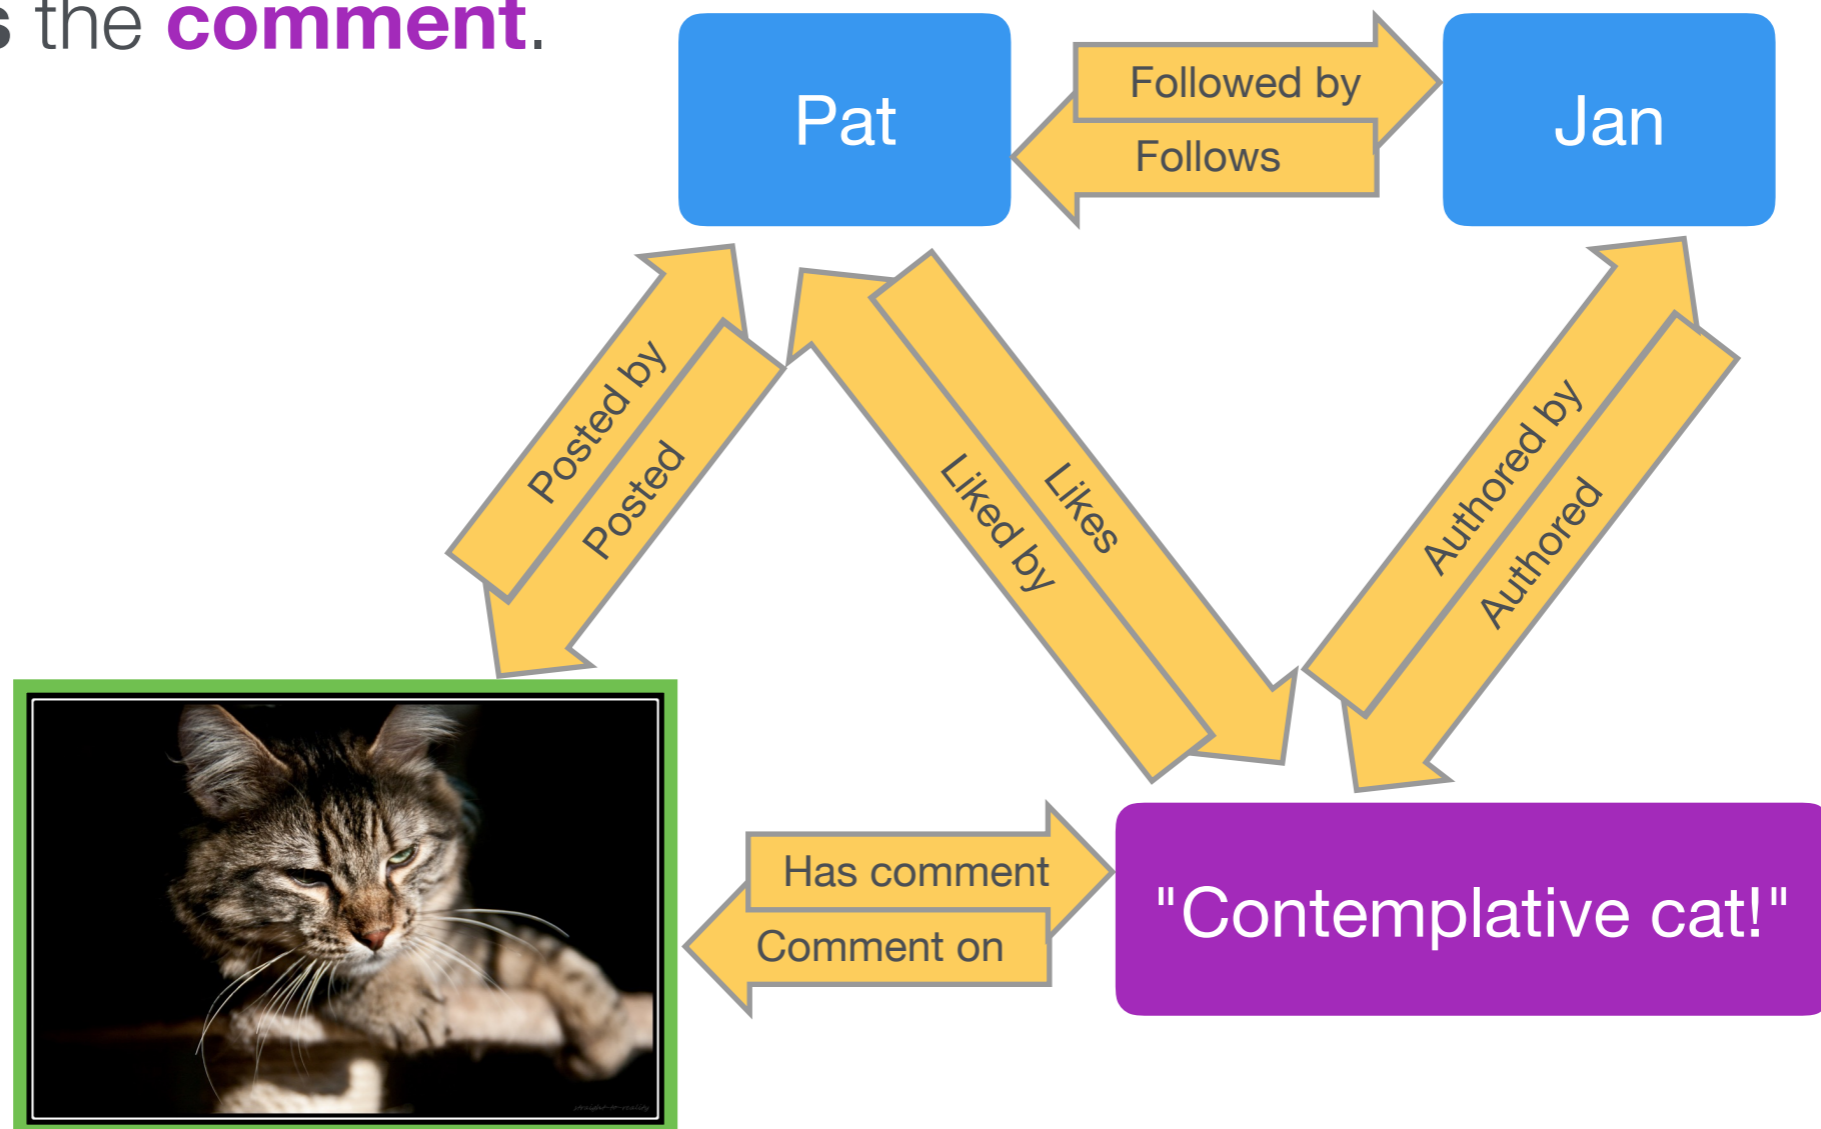 s the comment.
Pat
Followed by
Follows
Jan
Posted by
Posted
Liked by
Likes
Authored by
Authored
Has comment
Comment on
"Contemplative cat!"